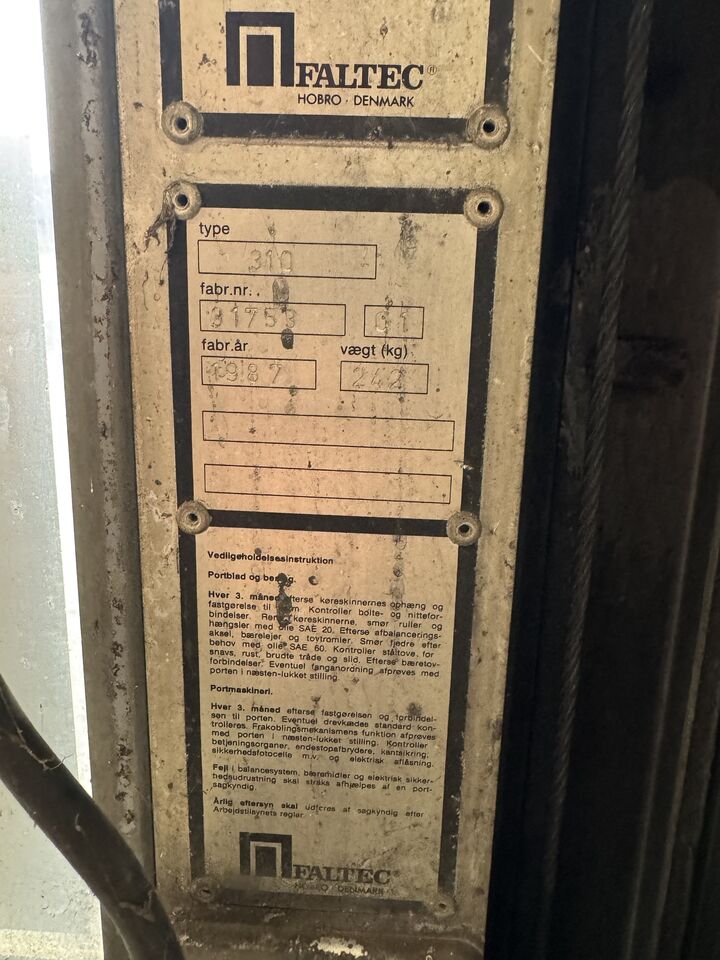 FALTEC®
HOBRO · DENMARK
type
310
fabr.nr.
31753 01
fabr.år vægt (kg)
1987 242
Vedligeholdelsesinstruktion
Portblad og
Hver 3. måned efterse køreskinnernes ophæng og
fastgørelse til Kontroller bolte- og nittefor-
bindelser. køreskinnerne, smør ruller og
hængsler med olie SAE 20. Efterse afbalancerings-
aksel, bærelejer og tovtromler. Smør fjedre efter
behov med olie SAE 60. Kontroller ståltove, for
snavs, rust, brudte tråde og slid. Efterse bæretov-
forbindelser. Eventuel fanganordning afprøves med
porten i næsten-lukket stilling.
Portmaskineri.
Hver 3. måned efterse fastgørelsen og forbindel-
sen til porten. Eventuel drevkædes standard kon-
trolleres. Frakoblingsmekanismens funktion afprøves
med porten i næsten-lukket stilling. Kontroller
betjeningsorganer, endestopafbrydere, kantsikring,
sikkerhedsfotocelle m.v. og elektrisk aflåsning.
Fejl i balancesystem, bæremidler og elektrisk sikker-
hedsudrustning skal straks afhjælpes af en port-
sagkyndig.
Årlig eftersyn skal udføres af sagkyndig efter
Arbejdstilsynets regler.
FALTEC®
HOBRO · DENMARK